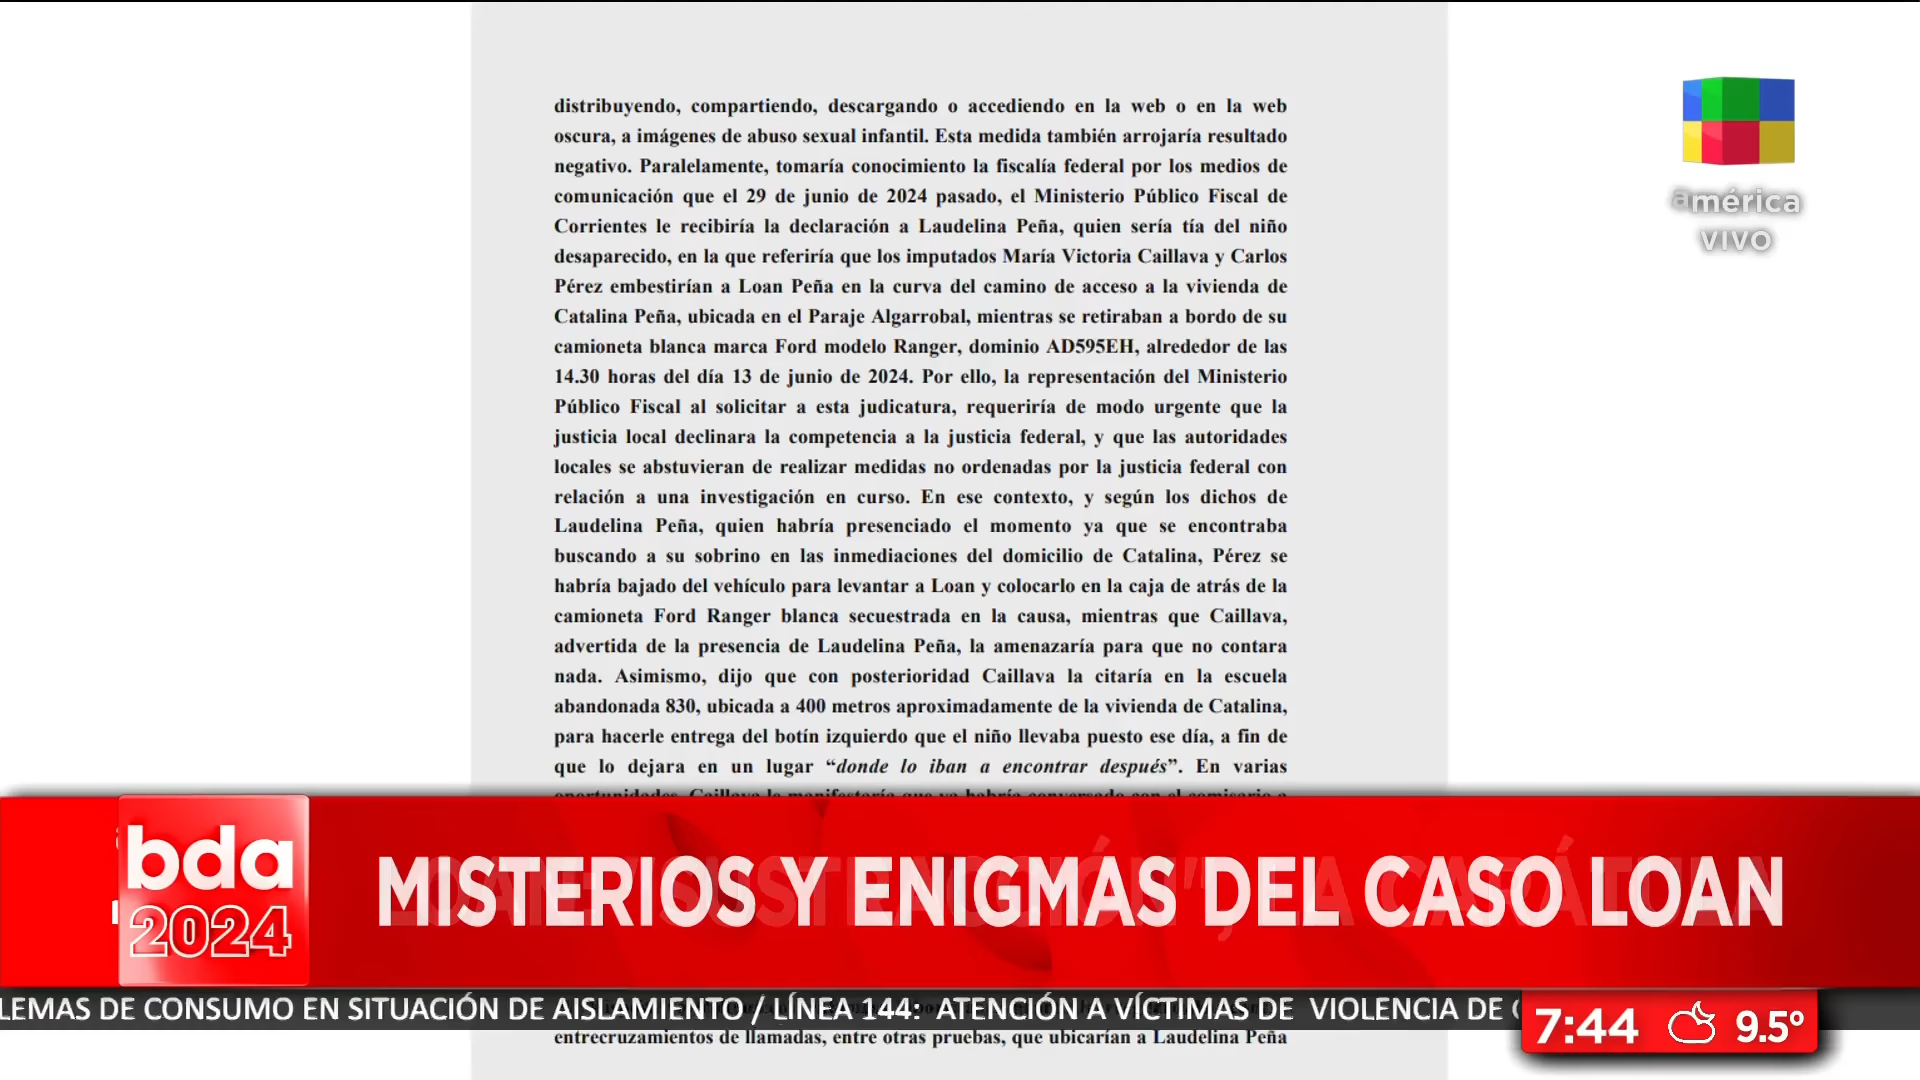 distribuyendo, compartiendo, descargando o accediendo en la web o en la web
oscura, a imágenes de abuso sexual infantil. Esta medida también arrojaría resultado
negativo. Paralelamente, tomaría conocimiento la fiscalía federal por los medios de
comunicación que el 29 de junio de 2024 pasado, el Ministerio Público Fiscal de
Corrientes le recibiría la declaración a Laudelina Peña, quien sería tía del niño
desaparecido, en la que referiría que los imputados María Victoria Caillava y Carlos
Pérez embestirían a Loan Peña en la curva del camino de acceso a la vivienda de
Catalina Peña, ubicada en el Paraje Algarrobal, mientras se retiraban a bordo de su
camioneta blanca marca Ford modelo Ranger, dominio AD595EH, alrededor de las
14.30 horas del día 13 de junio de 2024. Por ello, la representación del Ministerio
Público Fiscal al solicitar a esta judicatura, requeriría de modo urgente que la
justicia local declinara la competencia a la justicia federal, y que las autoridades
locales se abstuvieran de realizar medidas no ordenadas por la justicia federal con
relación a una investigación en curso. En ese contexto, y según los dichos de
Laudelina Peña, quien habría presenciado el momento ya que se encontraba
buscando a su sobrino en las inmediaciones del domicilio de Catalina, Pérez se
habría bajado del vehículo para levantar a Loan y colocarlo en la caja de atrás de la
camioneta Ford Ranger blanca secuestrada en la causa, mientras que Caillava,
advertida de la presencia de Laudelina Peña, la amenazaría para que no contara
nada. Asimismo, dijo que con posterioridad Caillava la citaría en la escuela
abandonada 830, ubicada a 400 metros aproximadamente de la vivienda de Catalina,
para hacerle entrega del botín izquierdo que el niño llevaba puesto ese día, a fin de
que lo dejara en un lugar “donde lo iban a encontrar después”. En varias
oportunidades, Caillava le manifestaría que ya habría conversado con el comisario a
américa
VIVO
bda
2024
MISTERIOS Y ENIGMAS DEL CASO LOAN
LEMAS DE CONSUMO EN SITUACIÓN DE AISLAMIENTO / LÍNEA 144: ATENCIÓN A VÍCTIMAS DE VIOLENCIA DE
7:44 9.5º
entrecruzamientos de llamadas, entre otras pruebas, que ubicarían a Laudelina Peña